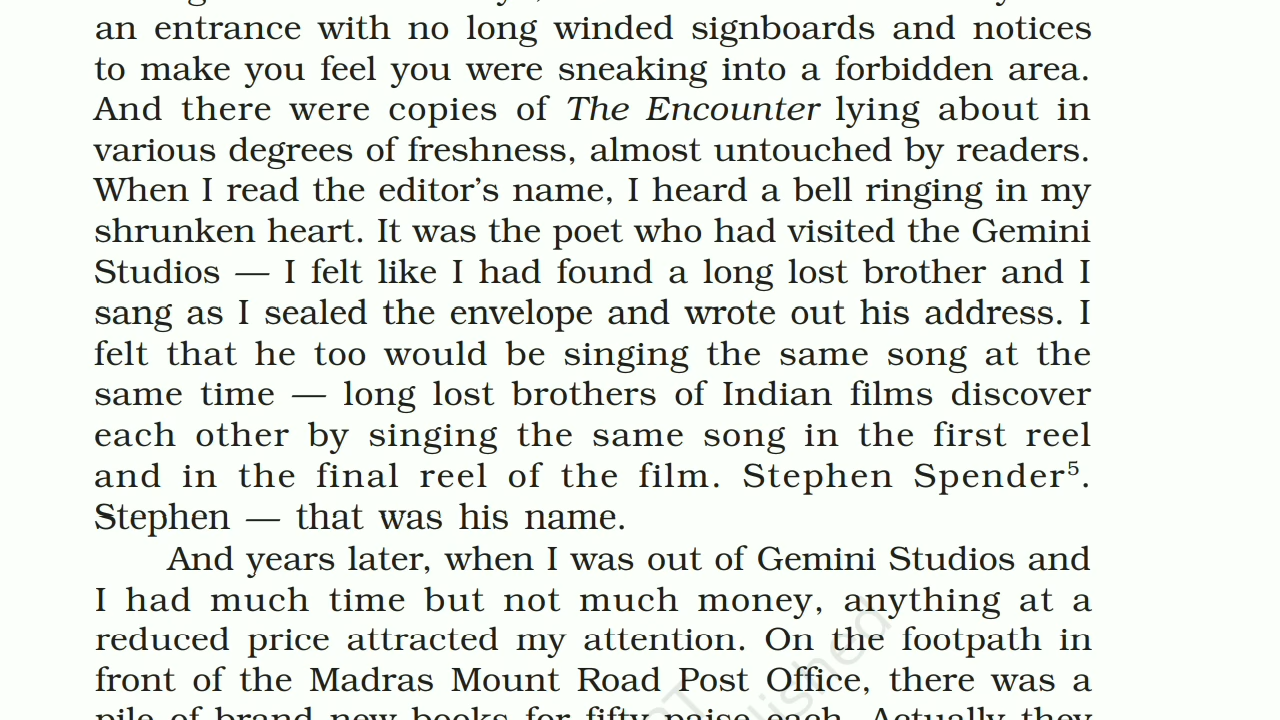 an entrance with no long winded signboards and notices
to make you feel you were sneaking into a forbidden area.
And there were copies of The Encounter lying about in
various degrees of freshness, almost untouched by readers.
When I read the editor’s name, I heard a bell ringing in my
shrunken heart. It was the poet who had visited the Gemini
Studios — I felt like I had found a long lost brother and I
sang as I sealed the envelope and wrote out his address. I
felt that he too would be singing the same song at the
same time — long lost brothers of Indian films discover
each other by singing the same song in the first reel
and in the final reel of the film. Stephen Spender⁵.
Stephen — that was his name.
And years later, when I was out of Gemini Studios and
I had much time but not much money, anything at a
reduced price attracted my attention. On the footpath in
front of the Madras Mount Road Post Office, there was a
pile of brand new books for fifty paise each. Actually they